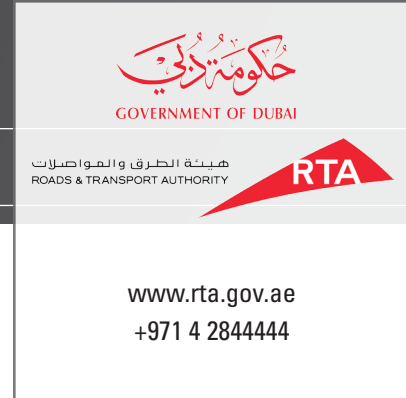 حكومة دبي
GOVERNMENT OF DUBAI
هيئة الطرق والمواصلات
ROADS & TRANSPORT AUTHORITY
RTA
www.rta.gov.ae
+971 4 2844444